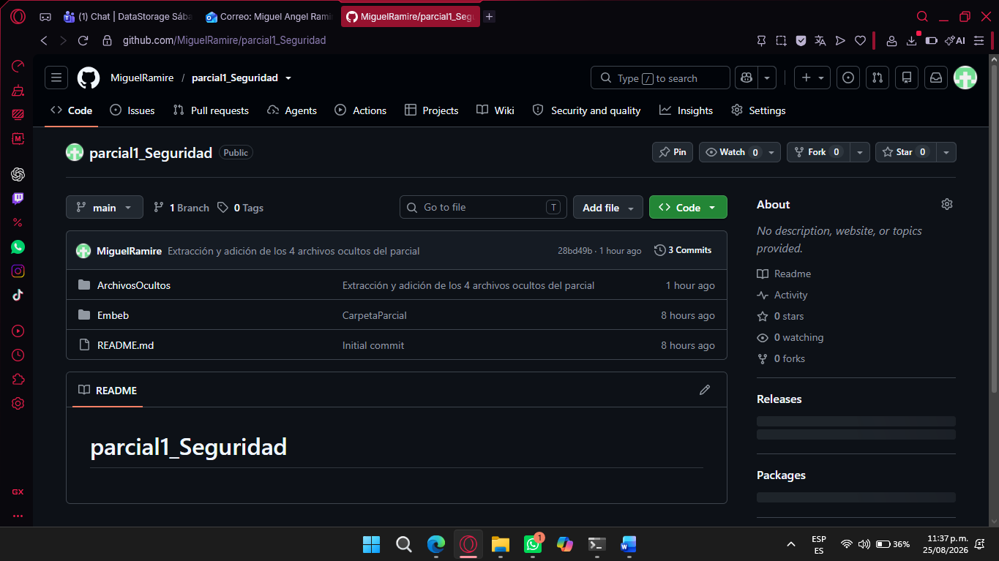 (1) Chat | DataStorage Sába
Correo: Miguel Angel Rami
MiguelRamire/parcial1_Seg
github.com/MiguelRamire/parcial1_Seguridad
AI
MiguelRamire / parcial1_Seguridad
Type / to search
Code
Issues
Pull requests
Agents
Actions
Projects
Wiki
Security and quality
Insights
Settings
parcial1_Seguridad
Public
Pin
Watch 0
Fork 0
Star 0
main
1 Branch
0 Tags
Go to file
T
Add file
Code
MiguelRamire Extracción y adición de los 4 archivos ocultos del parcial 28bd49b · 1 hour ago 3 Commits
ArchivosOcultos Extracción y adición de los 4 archivos ocultos del parcial 1 hour ago
Embeb CarpetaParcial 8 hours ago
README.md Initial commit 8 hours ago
README
parcial1_Seguridad
About
No description, website, or topics
provided.
Readme
Activity
0 stars
0 watching
0 forks
Releases
Packages
M
GX
1
ESP
ES
36%
11:37 p.m.
25/08/2026